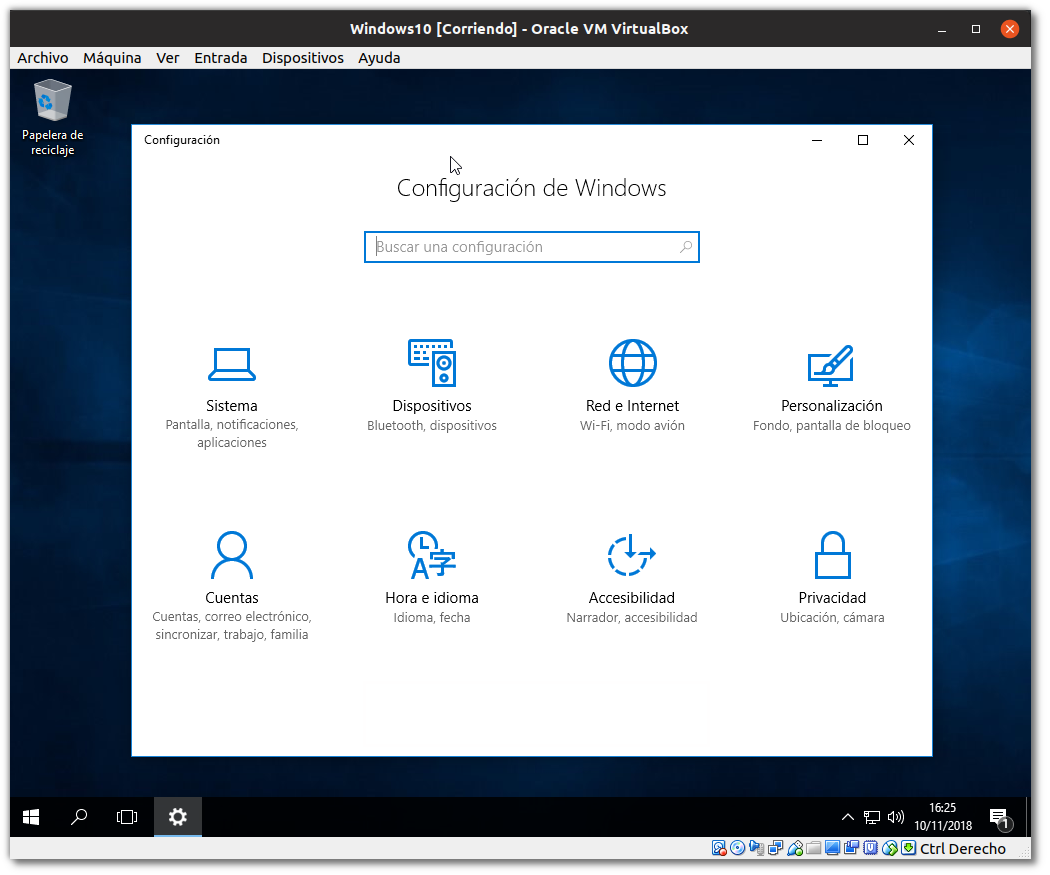 Windows10 [Corriendo] - Oracle VM VirtualBox
Archivo Máquina Ver Entrada Dispositivos Ayuda
Papelera de
reciclaje
Configuración
Configuración de Windows
Buscar una configuración
Sistema
Pantalla, notificaciones,
aplicaciones
Dispositivos
Bluetooth, dispositivos
Red e Internet
Wi-Fi, modo avión
Personalización
Fondo, pantalla de bloqueo
Cuentas
Cuentas, correo electrónico,
sincronizar, trabajo, familia
Hora e idioma
Idioma, fecha
Accesibilidad
Narrador, accesibilidad
Privacidad
Ubicación, cámara
16:25
10/11/2018
1
Ctrl Derecho